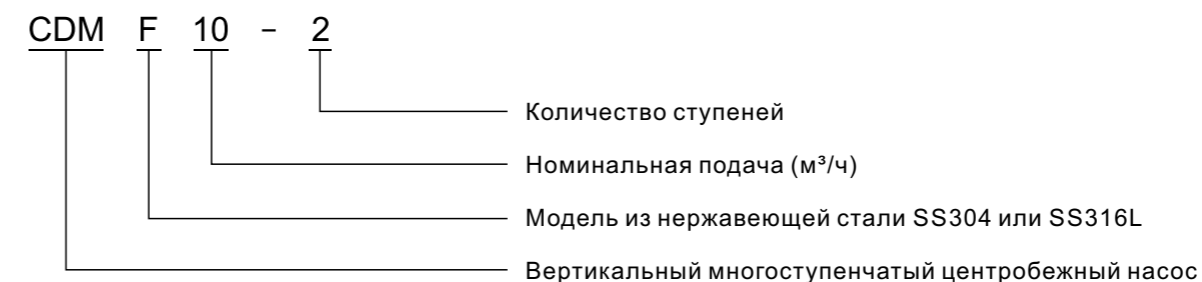 CDM F 10 - 2
Количество ступеней
Номинальная подача (м³/ч)
Модель из нержавеющей стали SS304 или SS316L
Вертикальный многоступенчатый центробежный насос